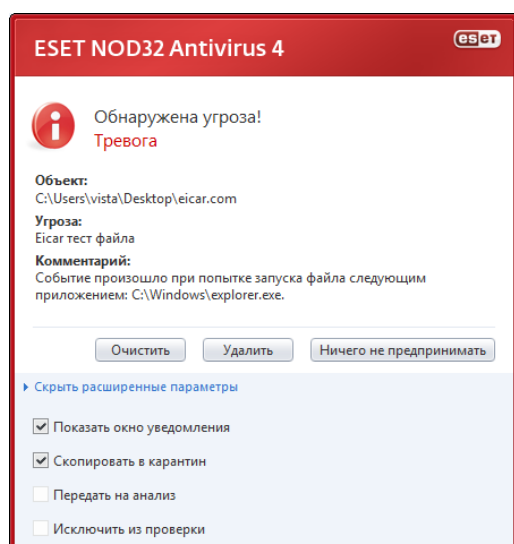 ESET NOD32 Antivirus 4
eset
Обнаружена угроза!
Тревога
Объект:
C:\Users\vista\Desktop\eicar.com
Угроза:
Eicar тест файла
Комментарий:
Событие произошло при попытке запуска файла следующим
приложением: C:\Windows\explorer.exe.
Очистить Удалить Ничего не предпринимать
Скрыть расширенные параметры
Показать окно уведомления
Скопировать в карантин
Передать на анализ
Исключить из проверки